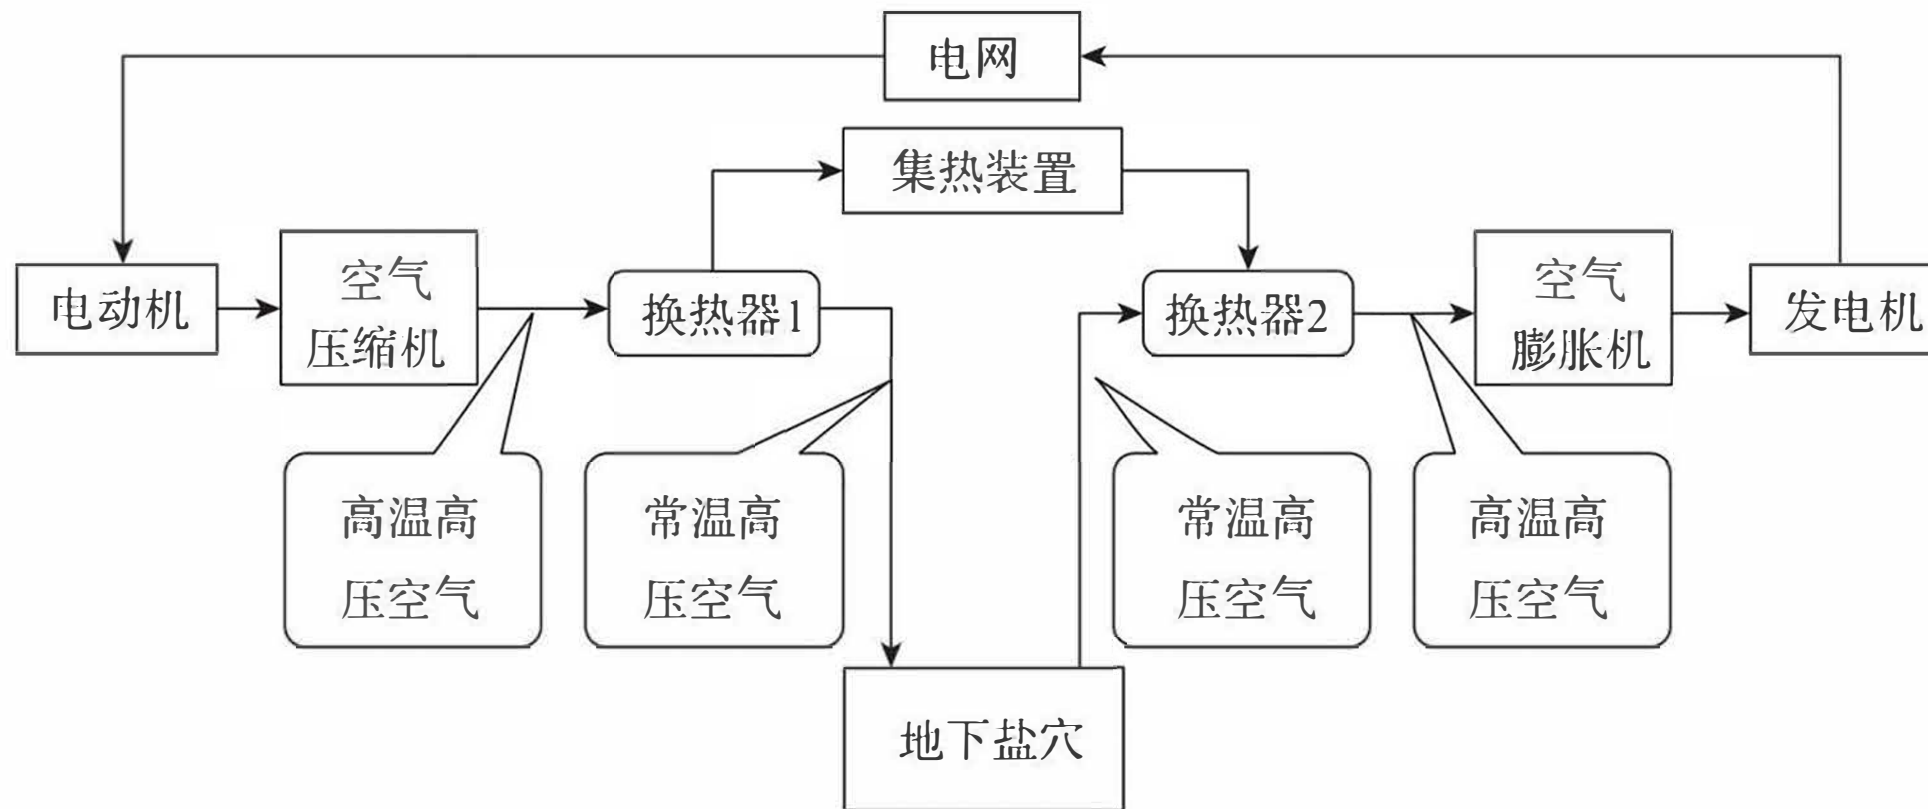 电网
集热装置
电动机
空气
压缩机
换热器1
换热器2
空气
膨胀机
发电机
高温高
压空气
常温高
压空气
常温高
压空气
高温高
压空气
地下盐穴